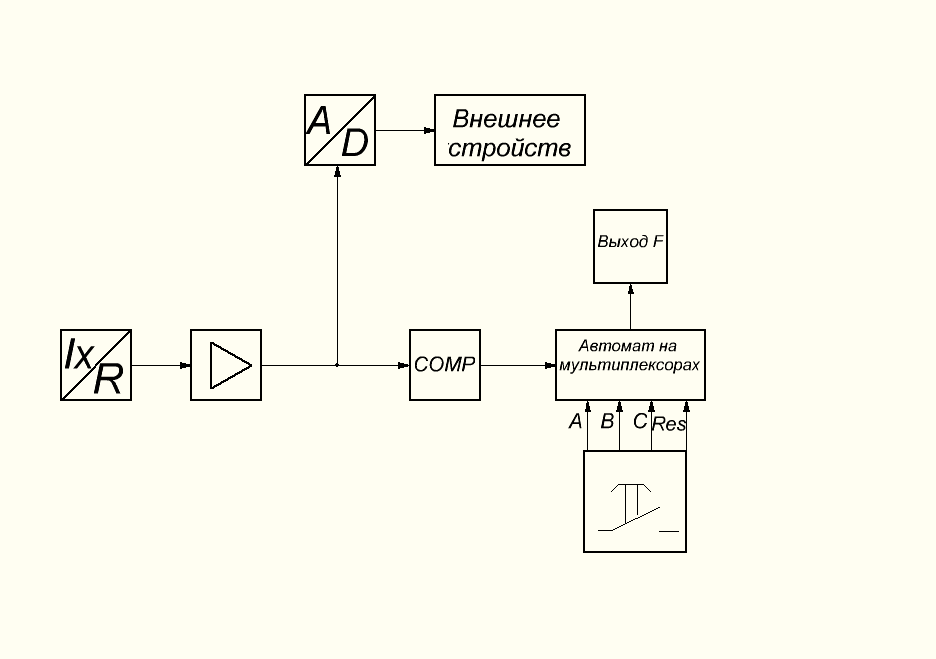 A/D
Внешнее
стройств
Выход F
Ix/R
COMP
Автомат на
мультиплексорах
A B C Res